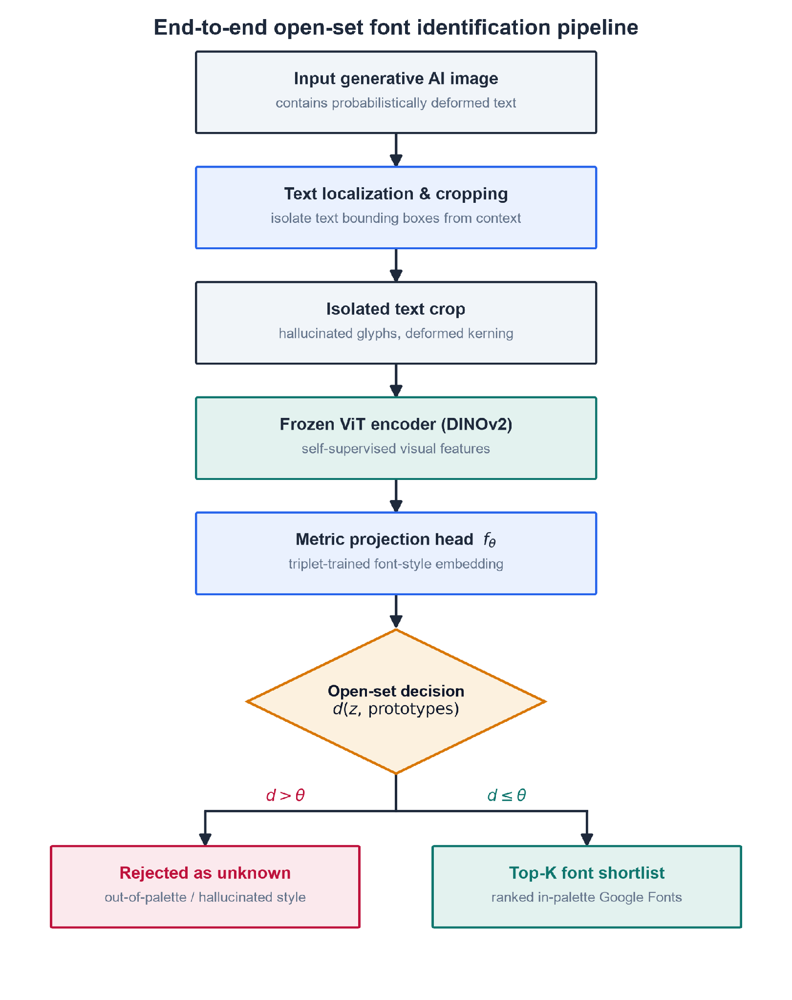 End-to-end open-set font identification pipeline
Input generative AI image
contains probabilistically deformed text
Text localization & cropping
isolate text bounding boxes from context
Isolated text crop
hallucinated glyphs, deformed kerning
Frozen ViT encoder (DINOv2)
self-supervised visual features
Metric projection head f_θ
triplet-trained font-style embedding
Open-set decision
d(z, prototypes)
d > θ
d ≤ θ
Rejected as unknown
out-of-palette / hallucinated style
Top-K font shortlist
ranked in-palette Google Fonts